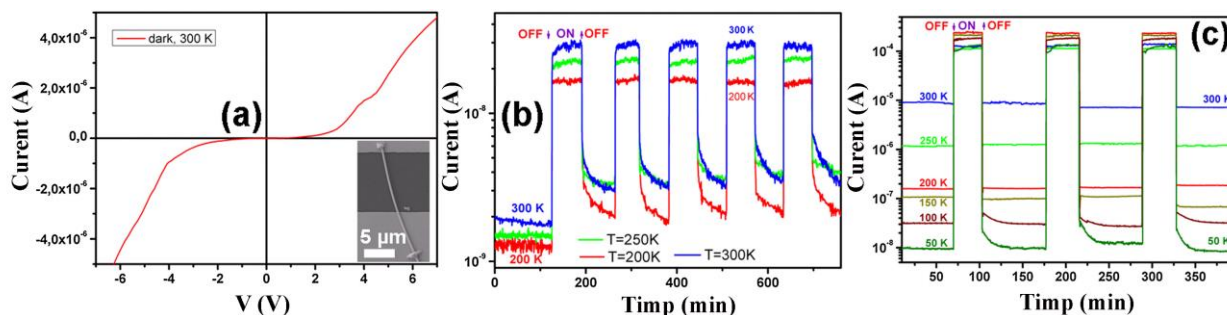 Curent (A)
4,0x10⁻⁶
2,0x10⁻⁶
0,0
-2,0x10⁻⁶
-4,0x10⁻⁶
dark, 300 K
(a)
5 µm
-6 -4 -2 0 2 4 6
V (V)
Curent (A)
10⁻⁸
10⁻⁹
OFF ON OFF
300 K
200 K
(b)
300 K
200 K
T=250K
T=200K T=300K
0 200 400 600
Timp (min)
Curent (A)
10⁻⁴
10⁻⁵
10⁻⁶
10⁻⁷
10⁻⁸
OFF ON OFF
(c)
300 K 300 K
250 K
200 K
150 K
100 K
50 K 50 K
50 100 150 200 250 300 350
Timp (min)